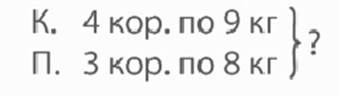 К. 4 кор. по 9 кг
П. 3 кор. по 8 кг
?